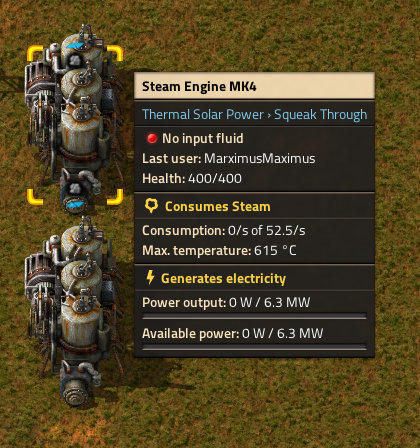 Steam Engine MK4
Thermal Solar Power › Squeak Through
No input fluid
Last user: MarximusMaximus
Health: 400/400
Consumes Steam
Consumption: 0/s of 52.5/s
Max. temperature: 615 °C
Generates electricity
Power output: 0 W / 6.3 MW
Available power: 0 W / 6.3 MW